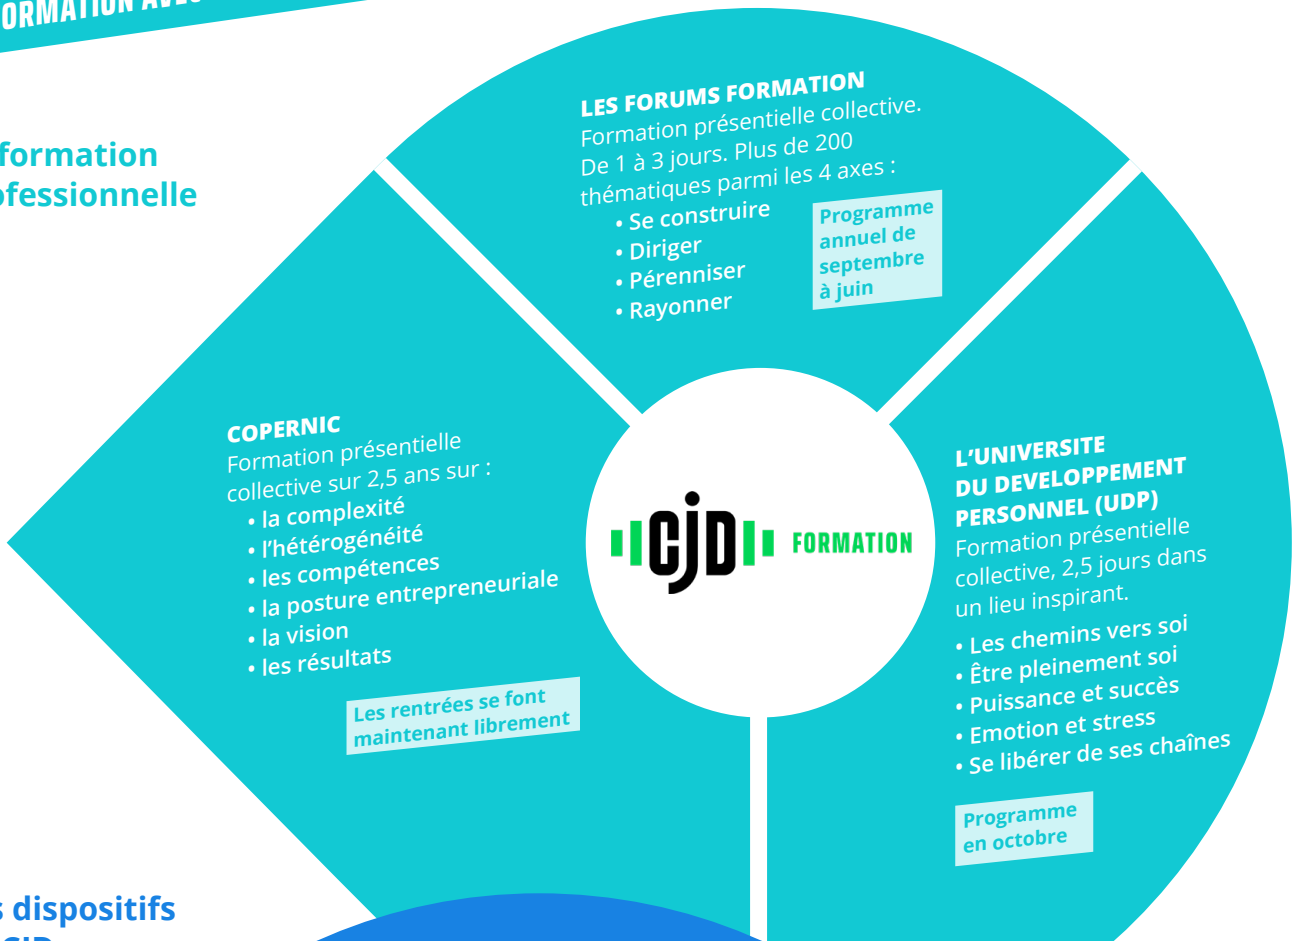 FORMATION AVEC
formation
professionnelle
LES FORUMS FORMATION
Formation présentielle collective.
De 1 à 3 jours. Plus de 200
thématiques parmi les 4 axes :
• Se construire
• Diriger
• Pérenniser
• Rayonner
Programme
annuel de
septembre
à juin
COPERNIC
Formation présentielle
collective sur 2,5 ans sur :
• la complexité
• l'hétérogénéité
• les compétences
• la posture entrepreneuriale
• la vision
• les résultats
Les rentrées se font
maintenant librement
CJD FORMATION
L'UNIVERSITE
DU DEVELOPPEMENT
PERSONNEL (UDP)
Formation présentielle
collective, 2,5 jours dans
un lieu inspirant.
• Les chemins vers soi
• Être pleinement soi
• Puissance et succès
• Emotion et stress
• Se libérer de ses chaînes
Programme
en octobre
dispositifs
CJD